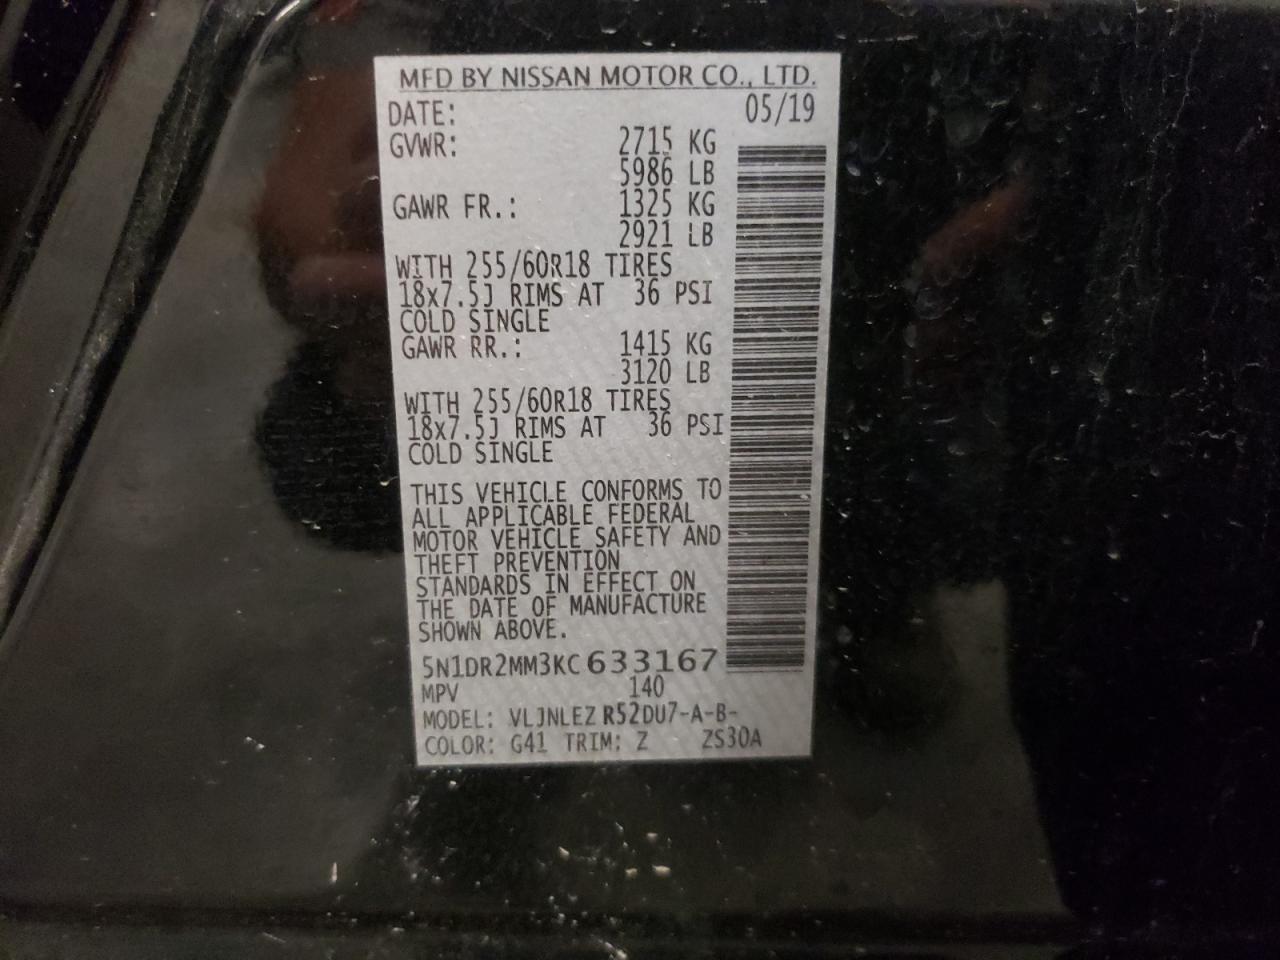 MFD BY NISSAN MOTOR CO., LTD.
DATE: 05/19
GVWR: 2715 KG
5986 LB
GAWR FR.: 1325 KG
2921 LB
WITH 255/60R18 TIRES
18x7.5J RIMS AT 36 PSI
COLD SINGLE
GAWR RR.: 1415 KG
3120 LB
WITH 255/60R18 TIRES
18x7.5J RIMS AT 36 PSI
COLD SINGLE
THIS VEHICLE CONFORMS TO
ALL APPLICABLE FEDERAL
MOTOR VEHICLE SAFETY AND
THEFT PREVENTION
STANDARDS IN EFFECT ON
THE DATE OF MANUFACTURE
SHOWN ABOVE.
5N1DR2MM3KC633167
MPV 140
MODEL: VLJNLEZ R52DU7-A-B-
COLOR: G41 TRIM: Z ZS30A